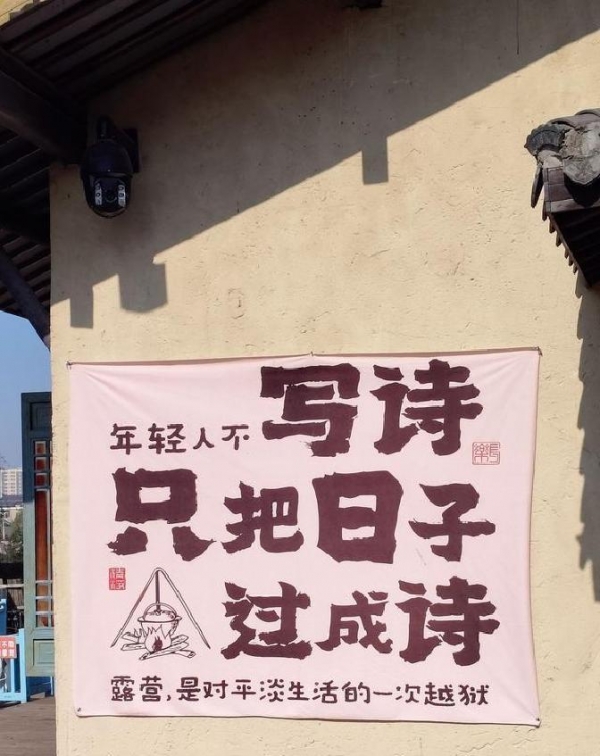 年轻人不写诗
只把日子
过成诗
露营,是对平淡生活的一次越狱